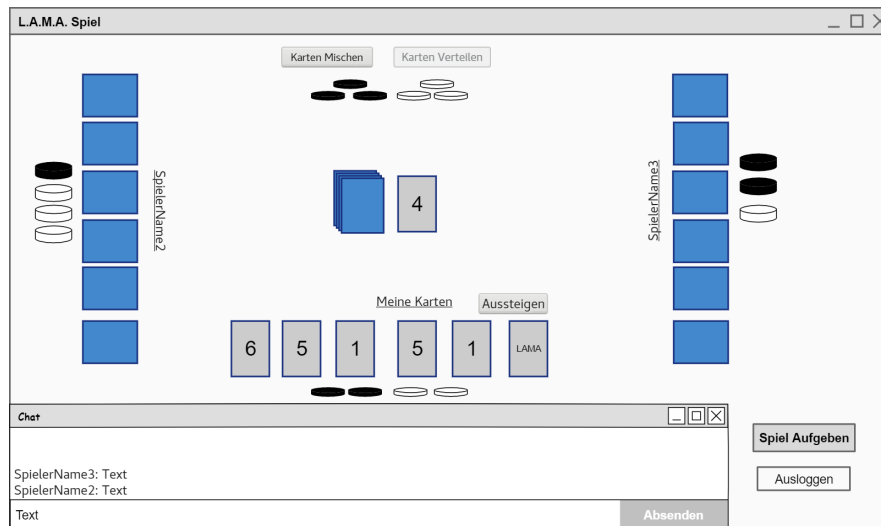 L.A.M.A. Spiel
Karten Mischen
Karten Verteilen
SpielerName2
4
SpielerName3
Meine Karten
Aussteigen
6 5 1 5 1 LAMA
Chat
SpielerName3: Text
SpielerName2: Text
Text
Absenden
Spiel Aufgeben
Ausloggen